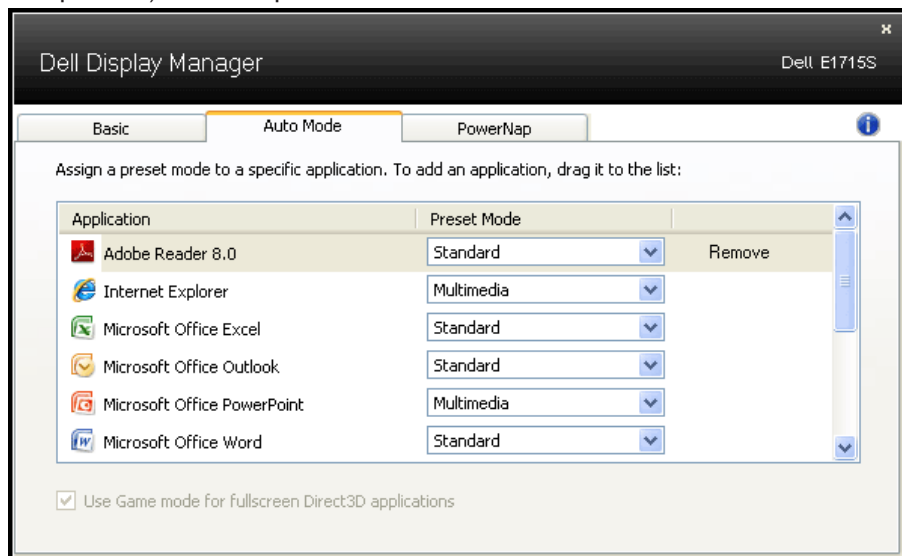 Dell Display Manager
Dell E1715S
Basic
Auto Mode
PowerNap
Assign a preset mode to a specific application. To add an application, drag it to the list:
Application Preset Mode
Adobe Reader 8.0 Standard Remove
Internet Explorer Multimedia
Microsoft Office Excel Standard
Microsoft Office Outlook Standard
Microsoft Office PowerPoint Multimedia
Microsoft Office Word Standard
Use Game mode for fullscreen Direct3D applications